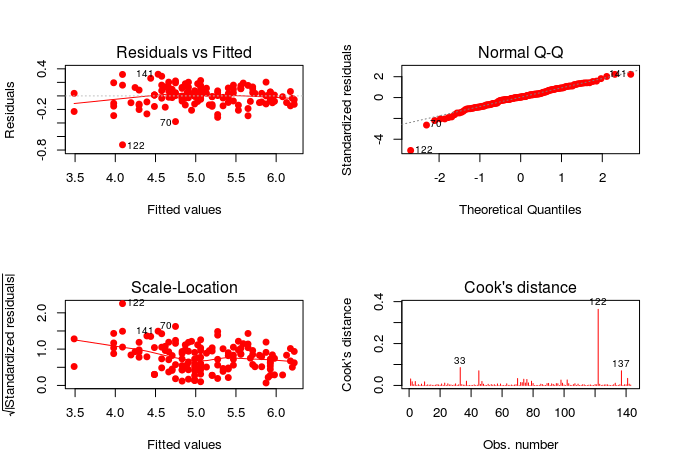 Residuals vs Fitted
Residuals
0.4
-0.2
-0.8
141
70
122
3.5 4.0 4.5 5.0 5.5 6.0
Fitted values
Normal Q-Q
Standardized residuals
2
0
-4
141
70
122
-2 -1 0 1 2
Theoretical Quantiles
Scale-Location
√|Standardized residuals|
2.0
1.0
0.0
122
141
70
3.5 4.0 4.5 5.0 5.5 6.0
Fitted values
Cook's distance
Cook's distance
0.4
0.2
0.0
122
33
137
0 20 40 60 80 100 140
Obs. number